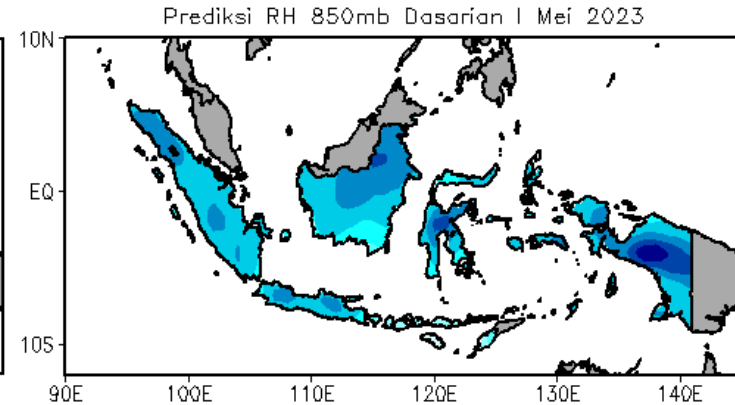 Prediksi RH 850mb Dasarian I Mei 2023
10N
EQ
10S
90E 100E 110E 120E 130E 140E